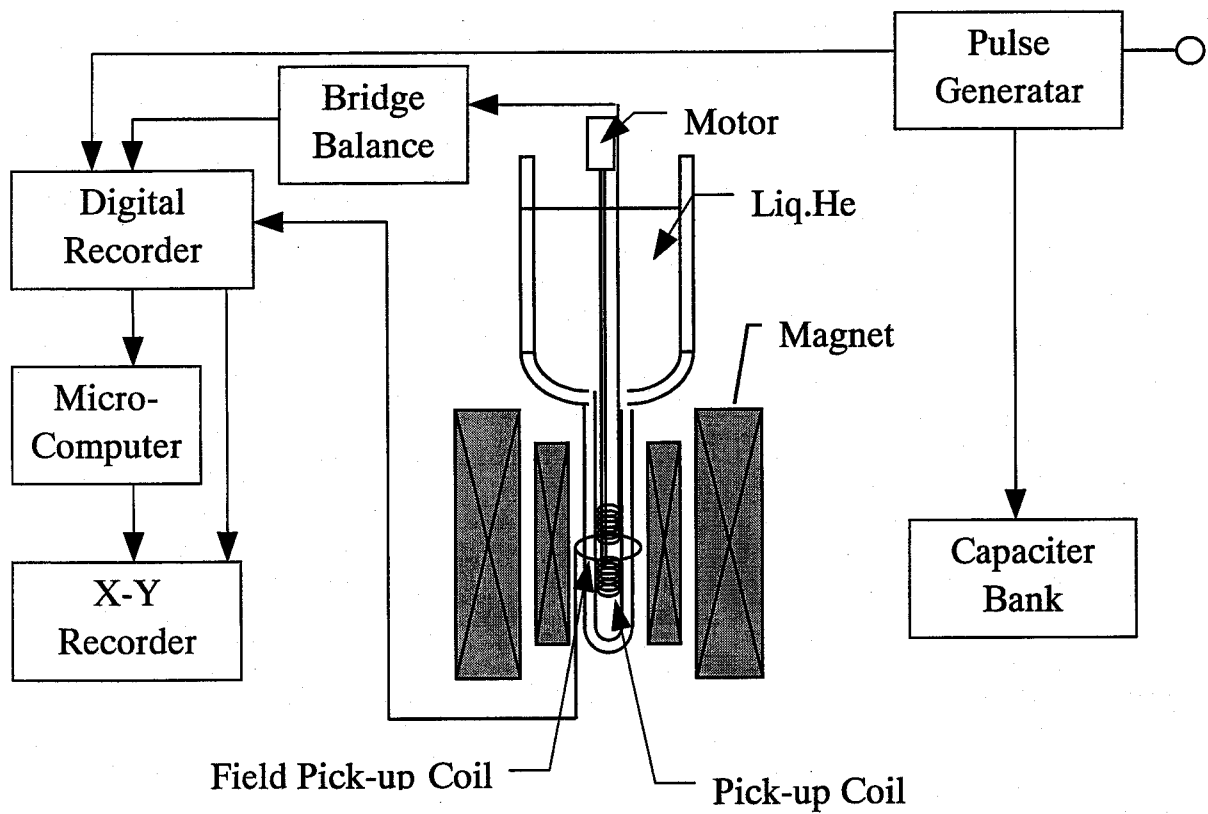 Pulse
Generatar
Bridge
Balance
Motor
Digital
Recorder
Liq.He
Magnet
Micro-
Computer
X-Y
Recorder
Capaciter
Bank
Field Pick-up Coil
Pick-up Coil